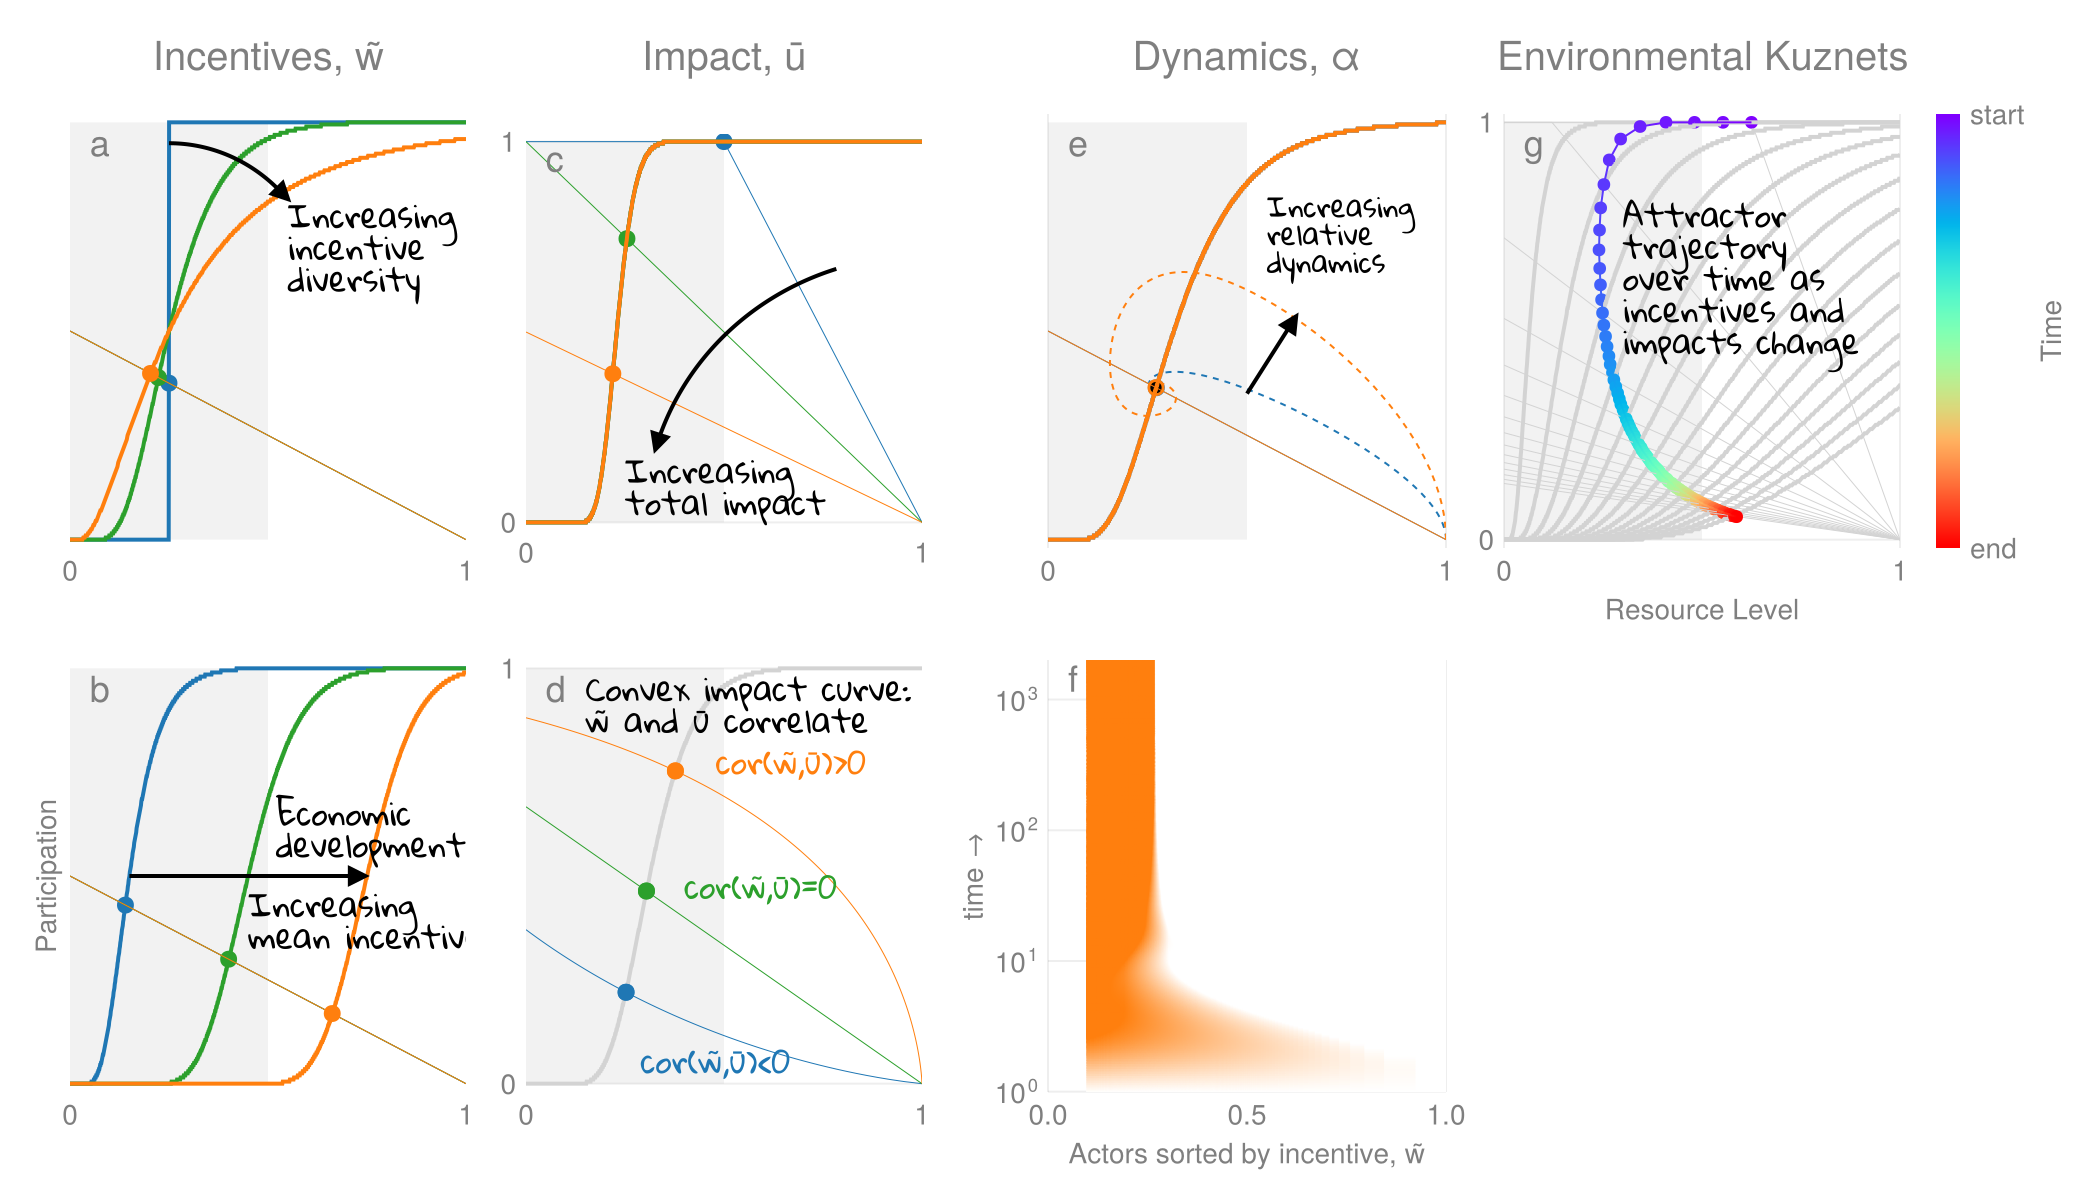 Incentives, w̃
Impact, ū
Dynamics, α
Environmental Kuznets
a
Increasing
incentive
diversity
0
1
c
1
0
Increasing
total impact
0
1
e
Increasing
relative
dynamics
0
1
g
1
0
Attractor
trajectory
over time as
incentives and
impacts change
0
1
Resource Level
start
end
Time
b
Economic
development
Increasing
mean incentiv
Participation
0
1
d
1
0
Convex impact curve:
w̃ and ū correlate
cor(w̃,ū)>0
cor(w̃,ū)=0
cor(w̃,ū)<0
0
1
f
10³
10²
10¹
10⁰
time →
0.0
0.5
1.0
Actors sorted by incentive, w̃